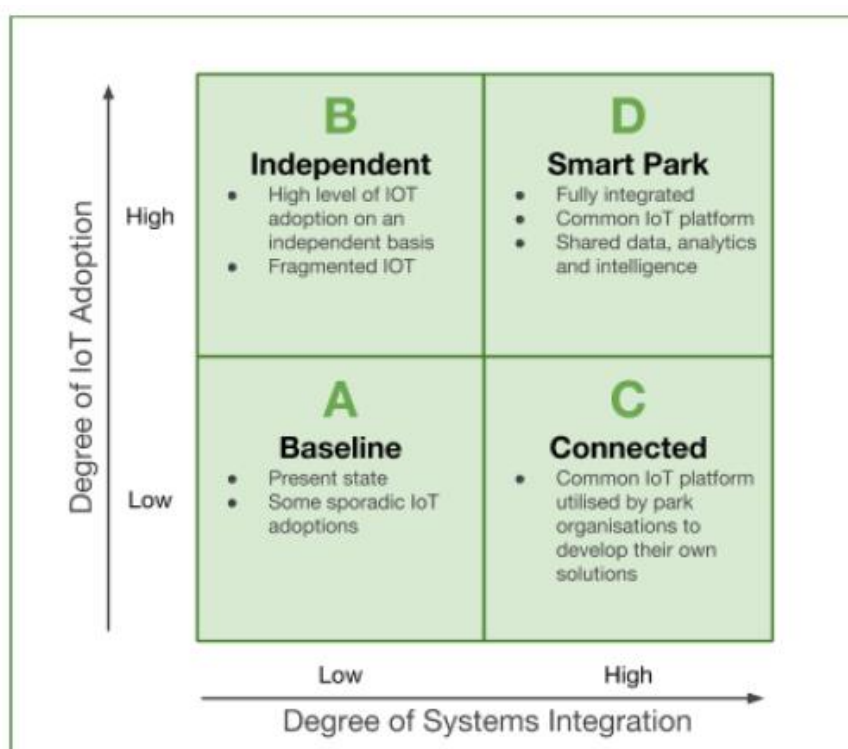 Degree of IoT Adoption
High
Low
B
Independent
● High level of IOT
adoption on an
independent basis
● Fragmented IOT
D
Smart Park
● Fully integrated
● Common IoT platform
● Shared data, analytics
and intelligence
A
Baseline
● Present state
● Some sporadic IoT
adoptions
C
Connected
● Common IoT platform
utilised by park
organisations to
develop their own
solutions
Low
High
Degree of Systems Integration